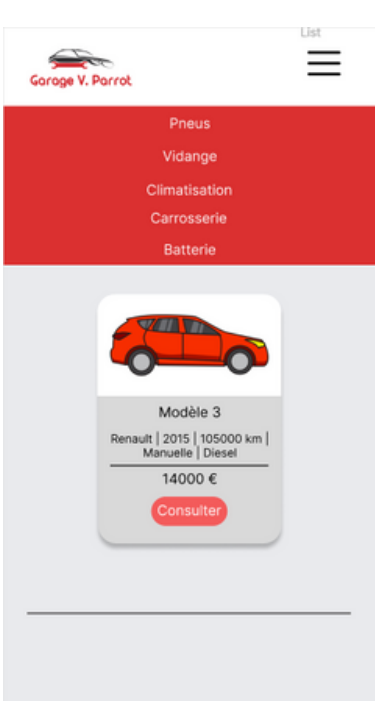 List
Garage V. Parrot
Pneus
Vidange
Climatisation
Carrosserie
Batterie
Modèle 3
Renault | 2015 | 105000 km |
Manuelle | Diesel
14000 €
Consulter